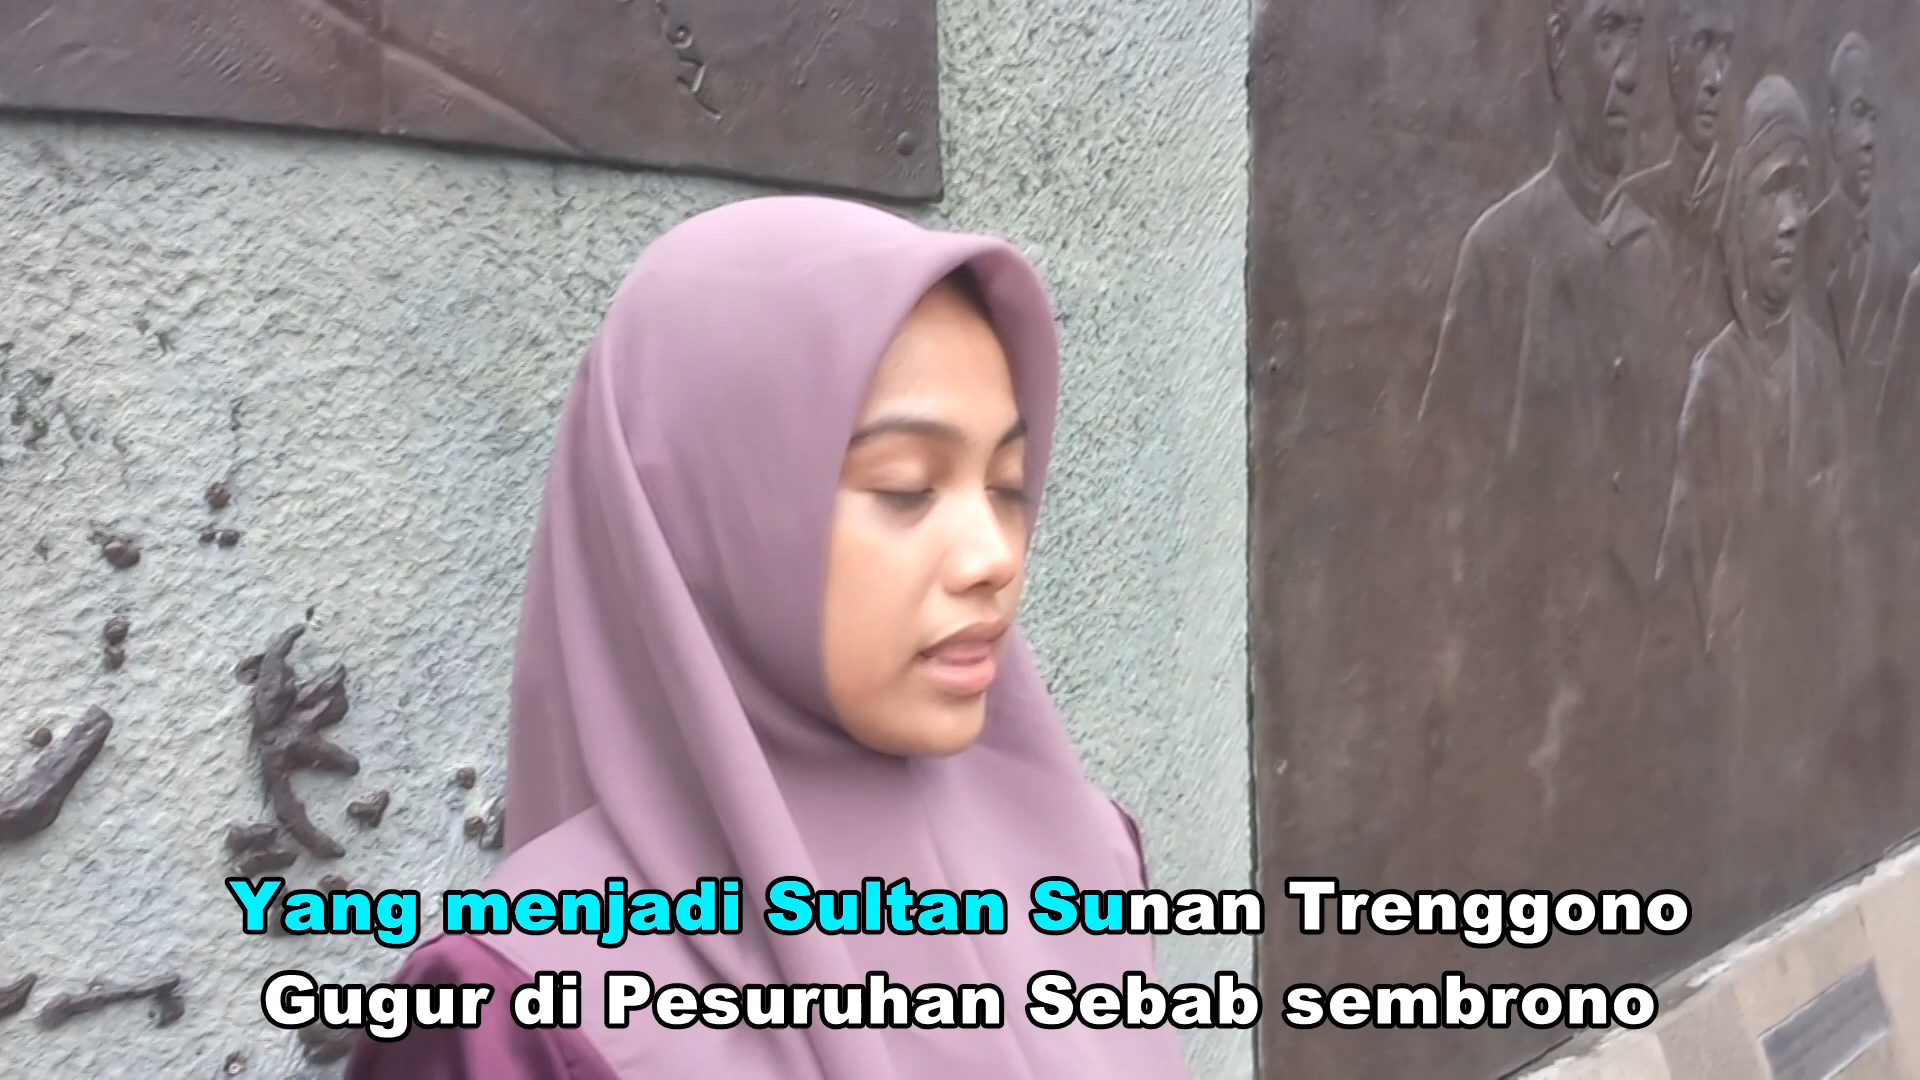 Yang menjadi Sultan Sunan Trenggono
Gugur di Pesuruhan Sebab sembrono